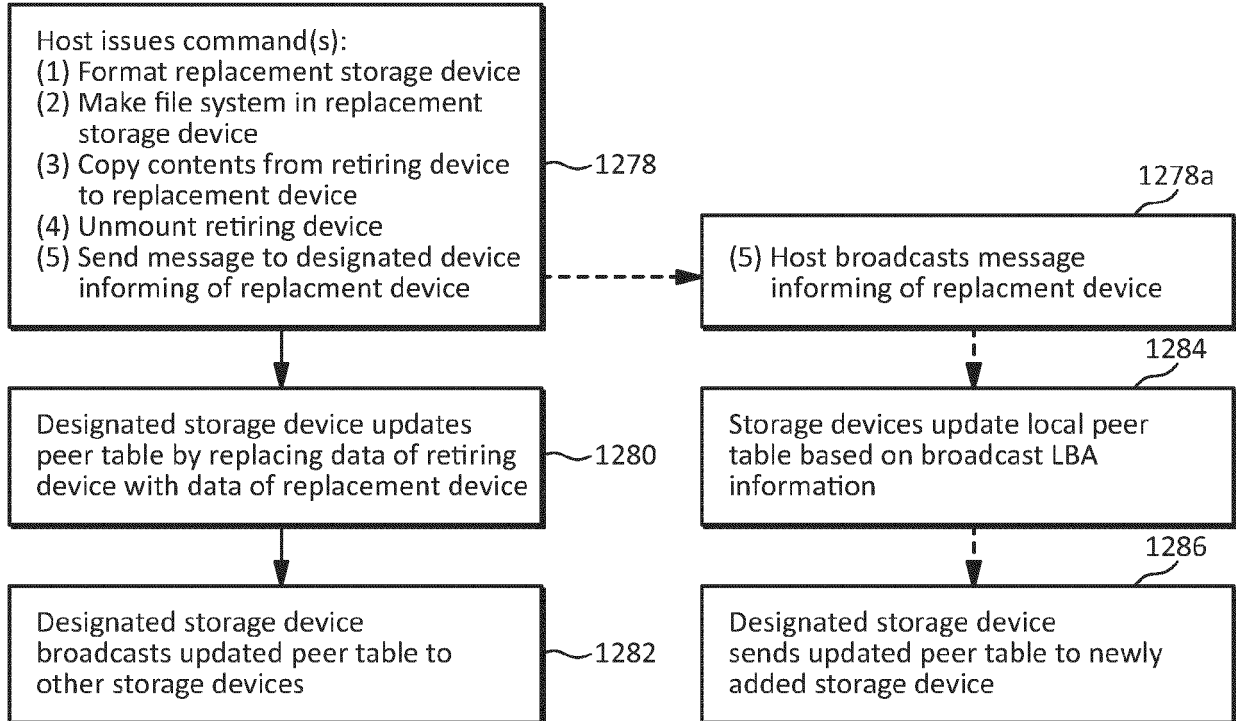 Host issues command(s):
(1) Format replacement storage device
(2) Make file system in replacement
storage device
(3) Copy contents from retiring device
to replacement device
(4) Unmount retiring device
(5) Send message to designated device
informing of replacment device
1278
1278a
(5) Host broadcasts message
informing of replacment device
Designated storage device updates
peer table by replacing data of retiring
device with data of replacement device
1280
1284
Storage devices update local peer
table based on broadcast LBA
information
Designated storage device
broadcasts updated peer table to
other storage devices
1282
1286
Designated storage device
sends updated peer table to newly
added storage device